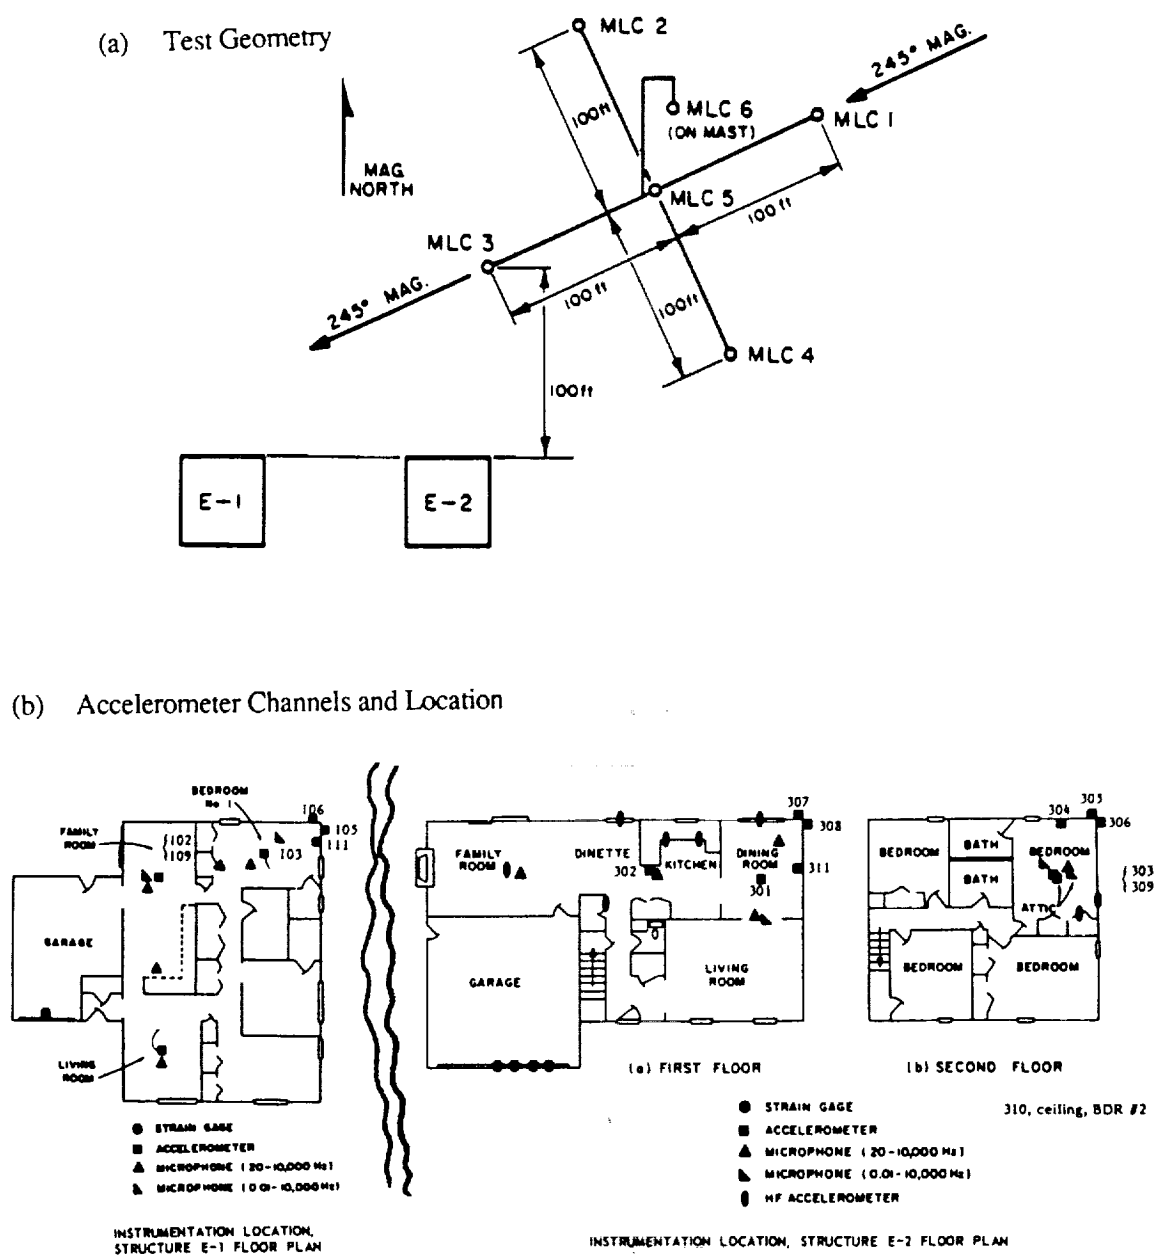 (a) Test Geometry
MLC 2
245° MAG.
MLC 6
(ON MAST)
MLC 1
100ft
MAG
NORTH
MLC 5
100 ft
MLC 3
245° MAG.
100 ft
100ft
MLC 4
100ft
E-1
E-2
(b) Accelerometer Channels and Location
BEDROOM
No 1
106
105
111
FAMILY
ROOM
102
109
103
GARAGE
LIVING
ROOM
STRAIN GAGE
ACCELEROMETER
MICROPHONE (20-10,000 Hz)
MICROPHONE (0.01-10,000 Hz)
INSTRUMENTATION LOCATION,
STRUCTURE E-1 FLOOR PLAN
307
308
FAMILY
ROOM
DINETTE
302
KITCHEN
DINING
ROOM
311
301
GARAGE
LIVING
ROOM
(a) FIRST FLOOR
304
306
BEDROOM
BATH
BEDROOM
BATH
303
309
ATTIC
BEDROOM
BEDROOM
(b) SECOND FLOOR
310, ceiling, BDR #2
STRAIN GAGE
ACCELEROMETER
MICROPHONE (20-10,000 Hz)
MICROPHONE (0.01-10,000 Hz)
HF ACCELEROMETER
INSTRUMENTATION LOCATION, STRUCTURE E-2 FLOOR PLAN